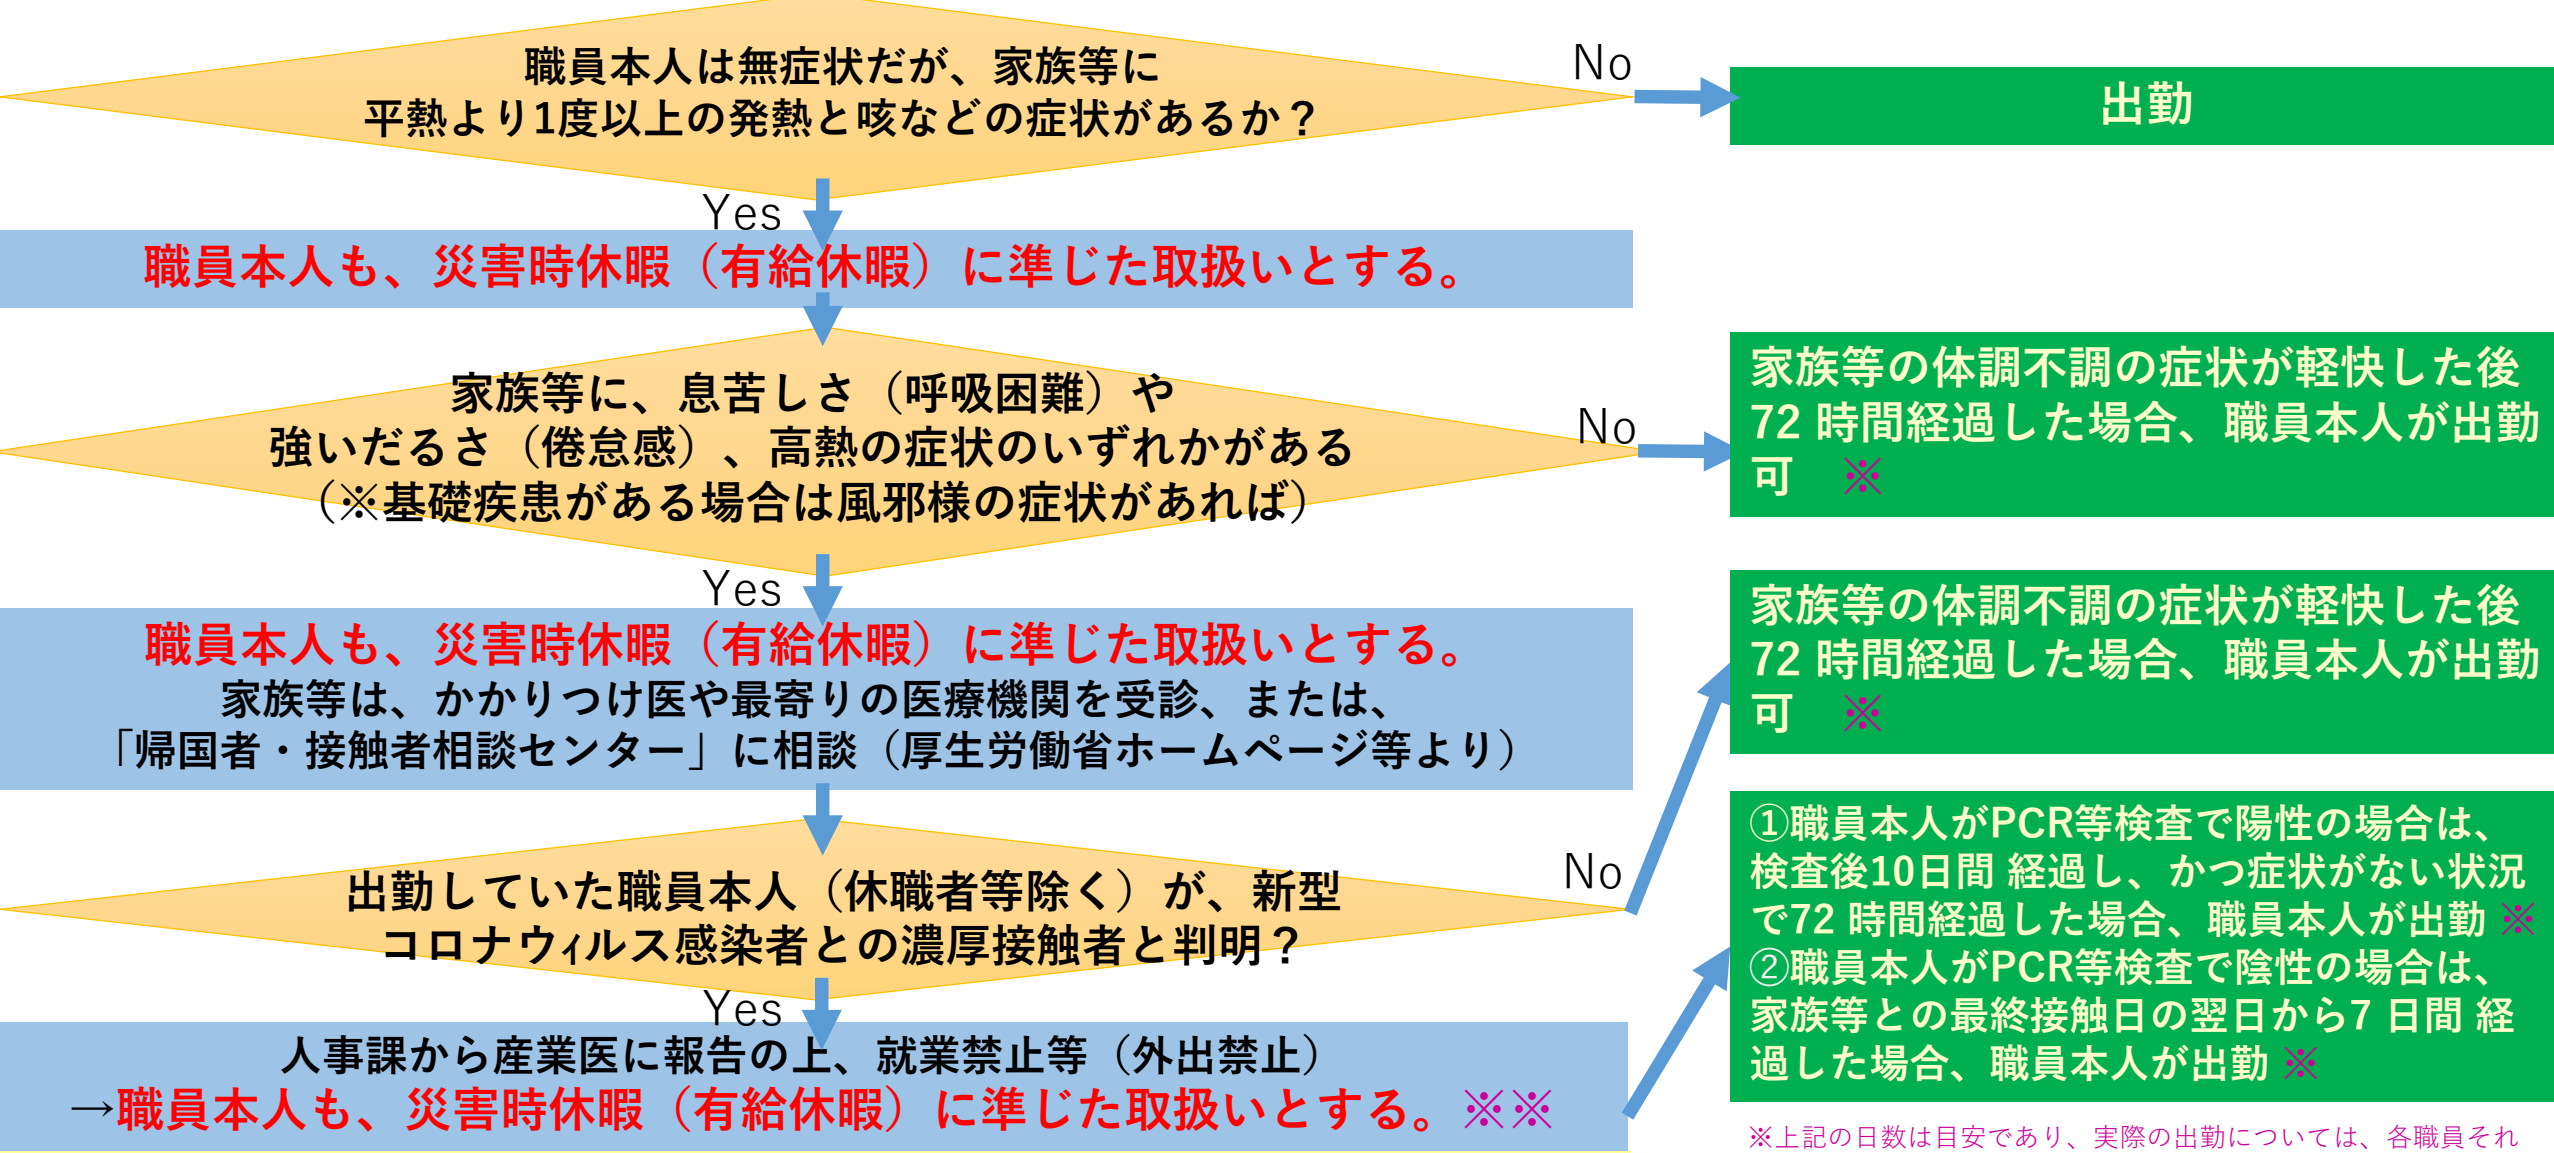 職員本人は無症状だが、家族等に
平熱より1度以上の発熱と咳などの症状があるか？
No
出勤
Yes
職員本人も、災害時休暇（有給休暇）に準じた取扱いとする。
家族等に、息苦しさ（呼吸困難）や
強いだるさ（倦怠感）、高熱の症状のいずれかがある
（※基礎疾患がある場合は風邪様の症状があれば）
No
家族等の体調不調の症状が軽快した後
72 時間経過した場合、職員本人が出勤
可　※
Yes
職員本人も、災害時休暇（有給休暇）に準じた取扱いとする。
家族等は、かかりつけ医や最寄りの医療機関を受診、または、
「帰国者・接触者相談センター」に相談（厚生労働省ホームページ等より）
家族等の体調不調の症状が軽快した後
72 時間経過した場合、職員本人が出勤
可　※
出勤していた職員本人（休職者等除く）が、新型
コロナウィルス感染者との濃厚接触者と判明？
No
Yes
人事課から産業医に報告の上、就業禁止等（外出禁止）
→職員本人も、災害時休暇（有給休暇）に準じた取扱いとする。※※
①職員本人がPCR等検査で陽性の場合は、
検査後10日間 経過し、かつ症状がない状況
で72 時間経過した場合、職員本人が出勤 ※
②職員本人がPCR等検査で陰性の場合は、
家族等との最終接触日の翌日から7 日間 経
過した場合、職員本人が出勤 ※
※上記の日数は目安であり、実際の出勤については、各職員それ